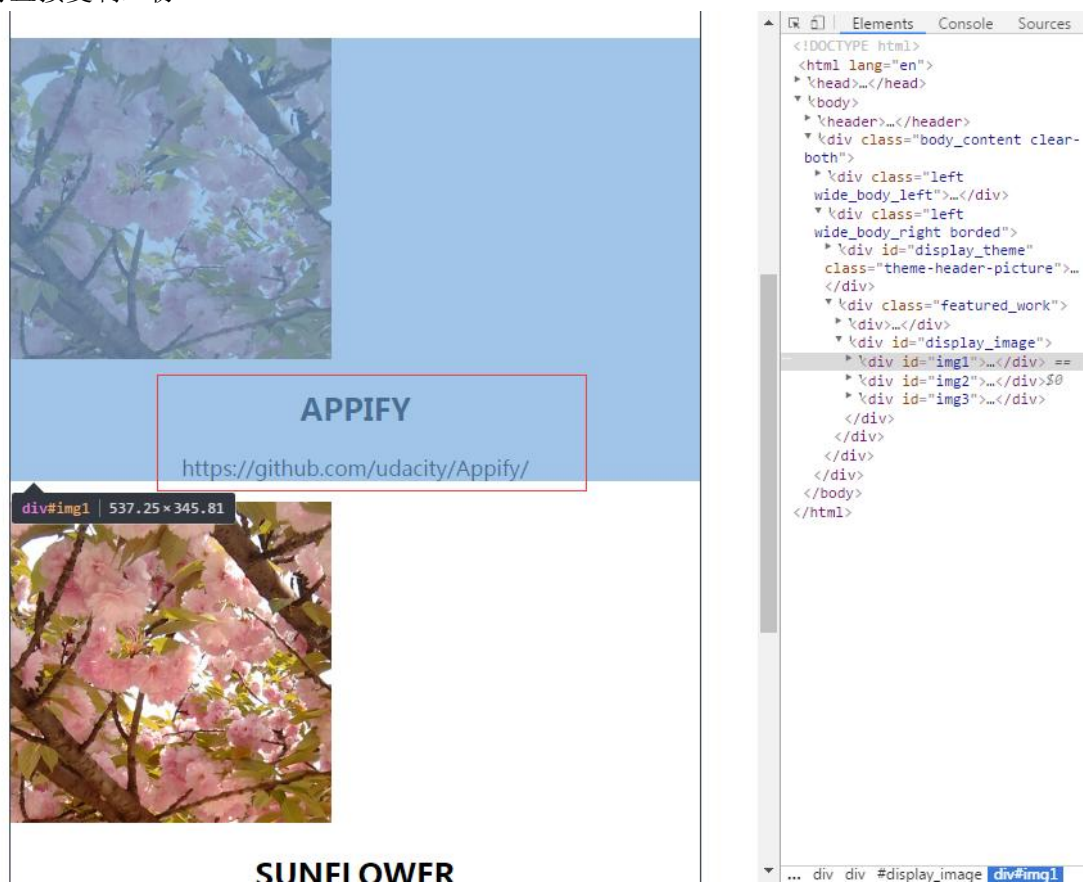 APPIFY
https://github.com/udacity/Appify/
div#img1 537.25×345.81
SUNFLOWER
Elements Console Sources
<!DOCTYPE html>
<html lang="en">
<head>…</head>
<body>
<header>…</header>
<div class="body_content clear-
both">
<div class="left
wide_body_left">…</div>
<div class="left
wide_body_right borded">
<div id="display_theme"
class="theme-header-picture">…
</div>
<div class="featured_work">
<div>…</div>
<div id="display_image">
<div id="img1">…</div> ==
<div id="img2">…</div>$0
<div id="img3">…</div>
</div>
</div>
</div>
</div>
</body>
</html>
... div div #display_image div#img1